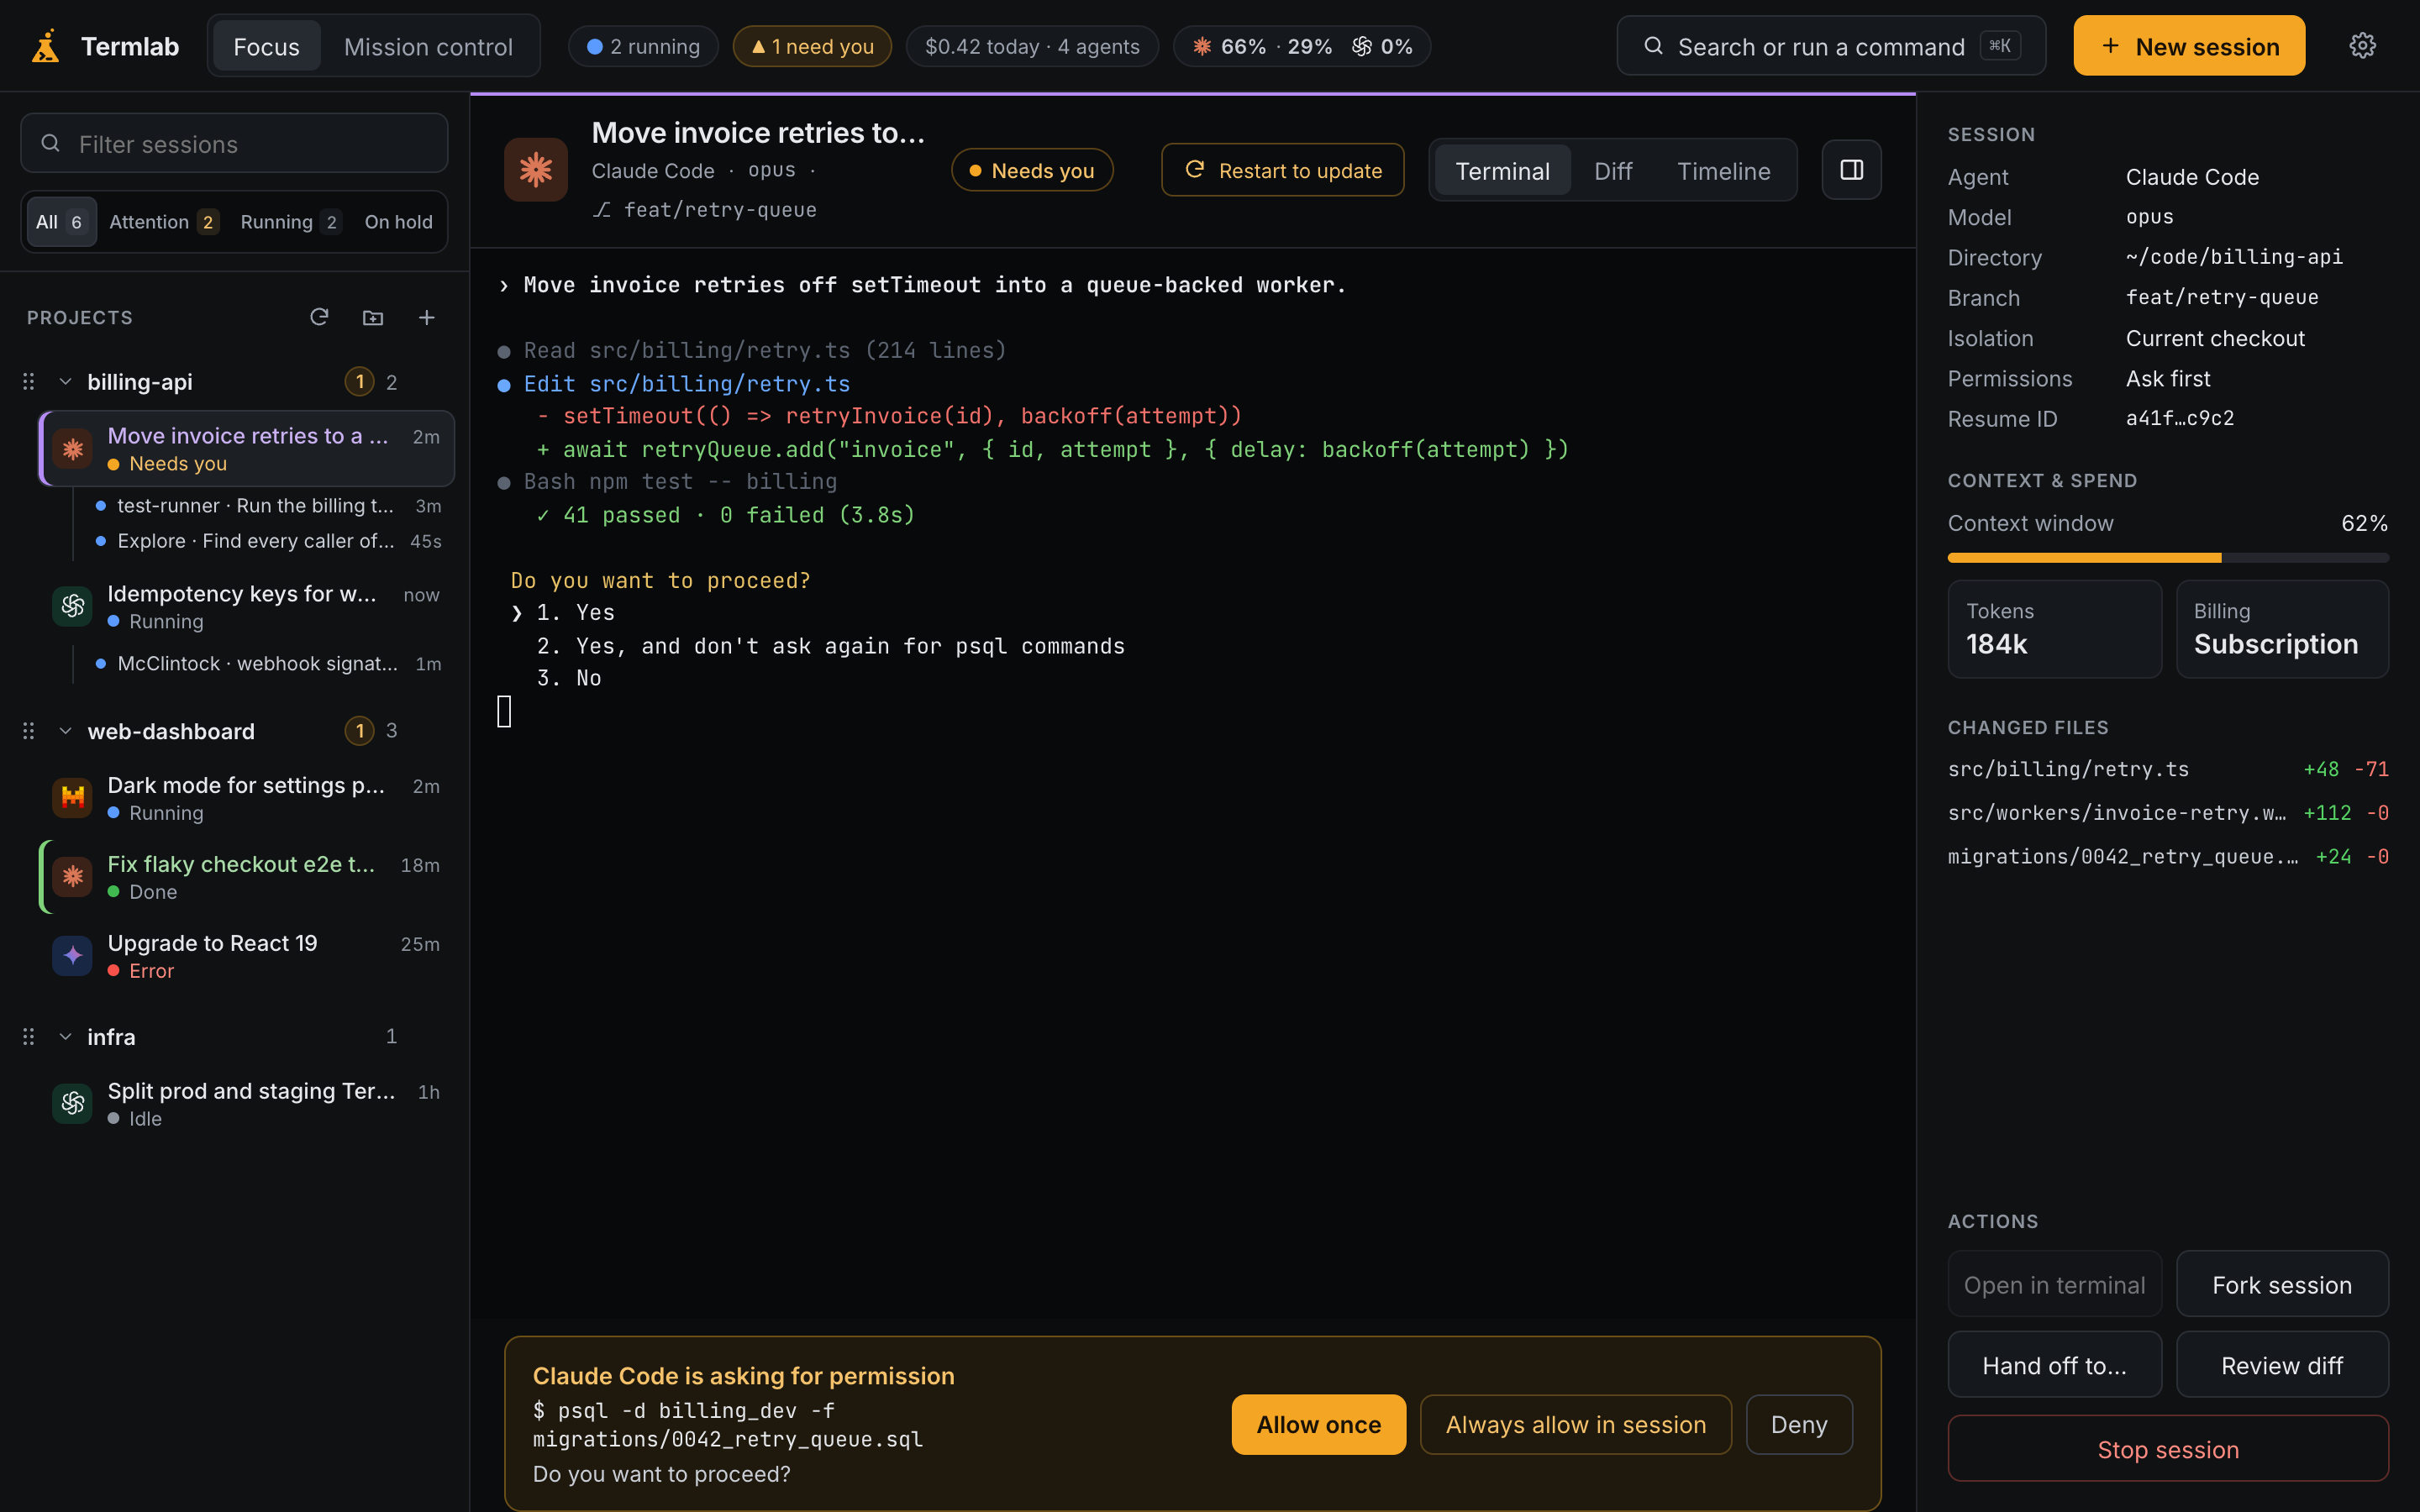 Termlab
Focus
Mission control
2 running
1 need you
$0.42 today · 4 agents
66% · 29% 0%
Search or run a command ⌘K
+ New session
Filter sessions
All 6
Attention 2
Running 2
On hold
PROJECTS
billing-api 1 2
Move invoice retries to a ... 2m
Needs you
test-runner · Run the billing t... 3m
Explore · Find every caller of... 45s
Idempotency keys for w... now
Running
McClintock · webhook signat... 1m
web-dashboard 1 3
Dark mode for settings p... 2m
Running
Fix flaky checkout e2e t... 18m
Done
Upgrade to React 19 25m
Error
infra 1
Split prod and staging Ter... 1h
Idle
Move invoice retries to...
Claude Code · opus ·
feat/retry-queue
Needs you
Restart to update
Terminal
Diff
Timeline
› Move invoice retries off setTimeout into a queue-backed worker.
● Read src/billing/retry.ts (214 lines)
● Edit src/billing/retry.ts
- setTimeout(() => retryInvoice(id), backoff(attempt))
+ await retryQueue.add("invoice", { id, attempt }, { delay: backoff(attempt) })
● Bash npm test -- billing
✓ 41 passed · 0 failed (3.8s)
Do you want to proceed?
❯ 1. Yes
2. Yes, and don't ask again for psql commands
3. No
Claude Code is asking for permission
$ psql -d billing_dev -f
migrations/0042_retry_queue.sql
Do you want to proceed?
Allow once
Always allow in session
Deny
SESSION
Agent Claude Code
Model opus
Directory ~/code/billing-api
Branch feat/retry-queue
Isolation Current checkout
Permissions Ask first
Resume ID a41f…c9c2
CONTEXT & SPEND
Context window 62%
Tokens
184k
Billing
Subscription
CHANGED FILES
src/billing/retry.ts +48 -71
src/workers/invoice-retry.w… +112 -0
migrations/0042_retry_queue.… +24 -0
ACTIONS
Open in terminal
Fork session
Hand off to...
Review diff
Stop session